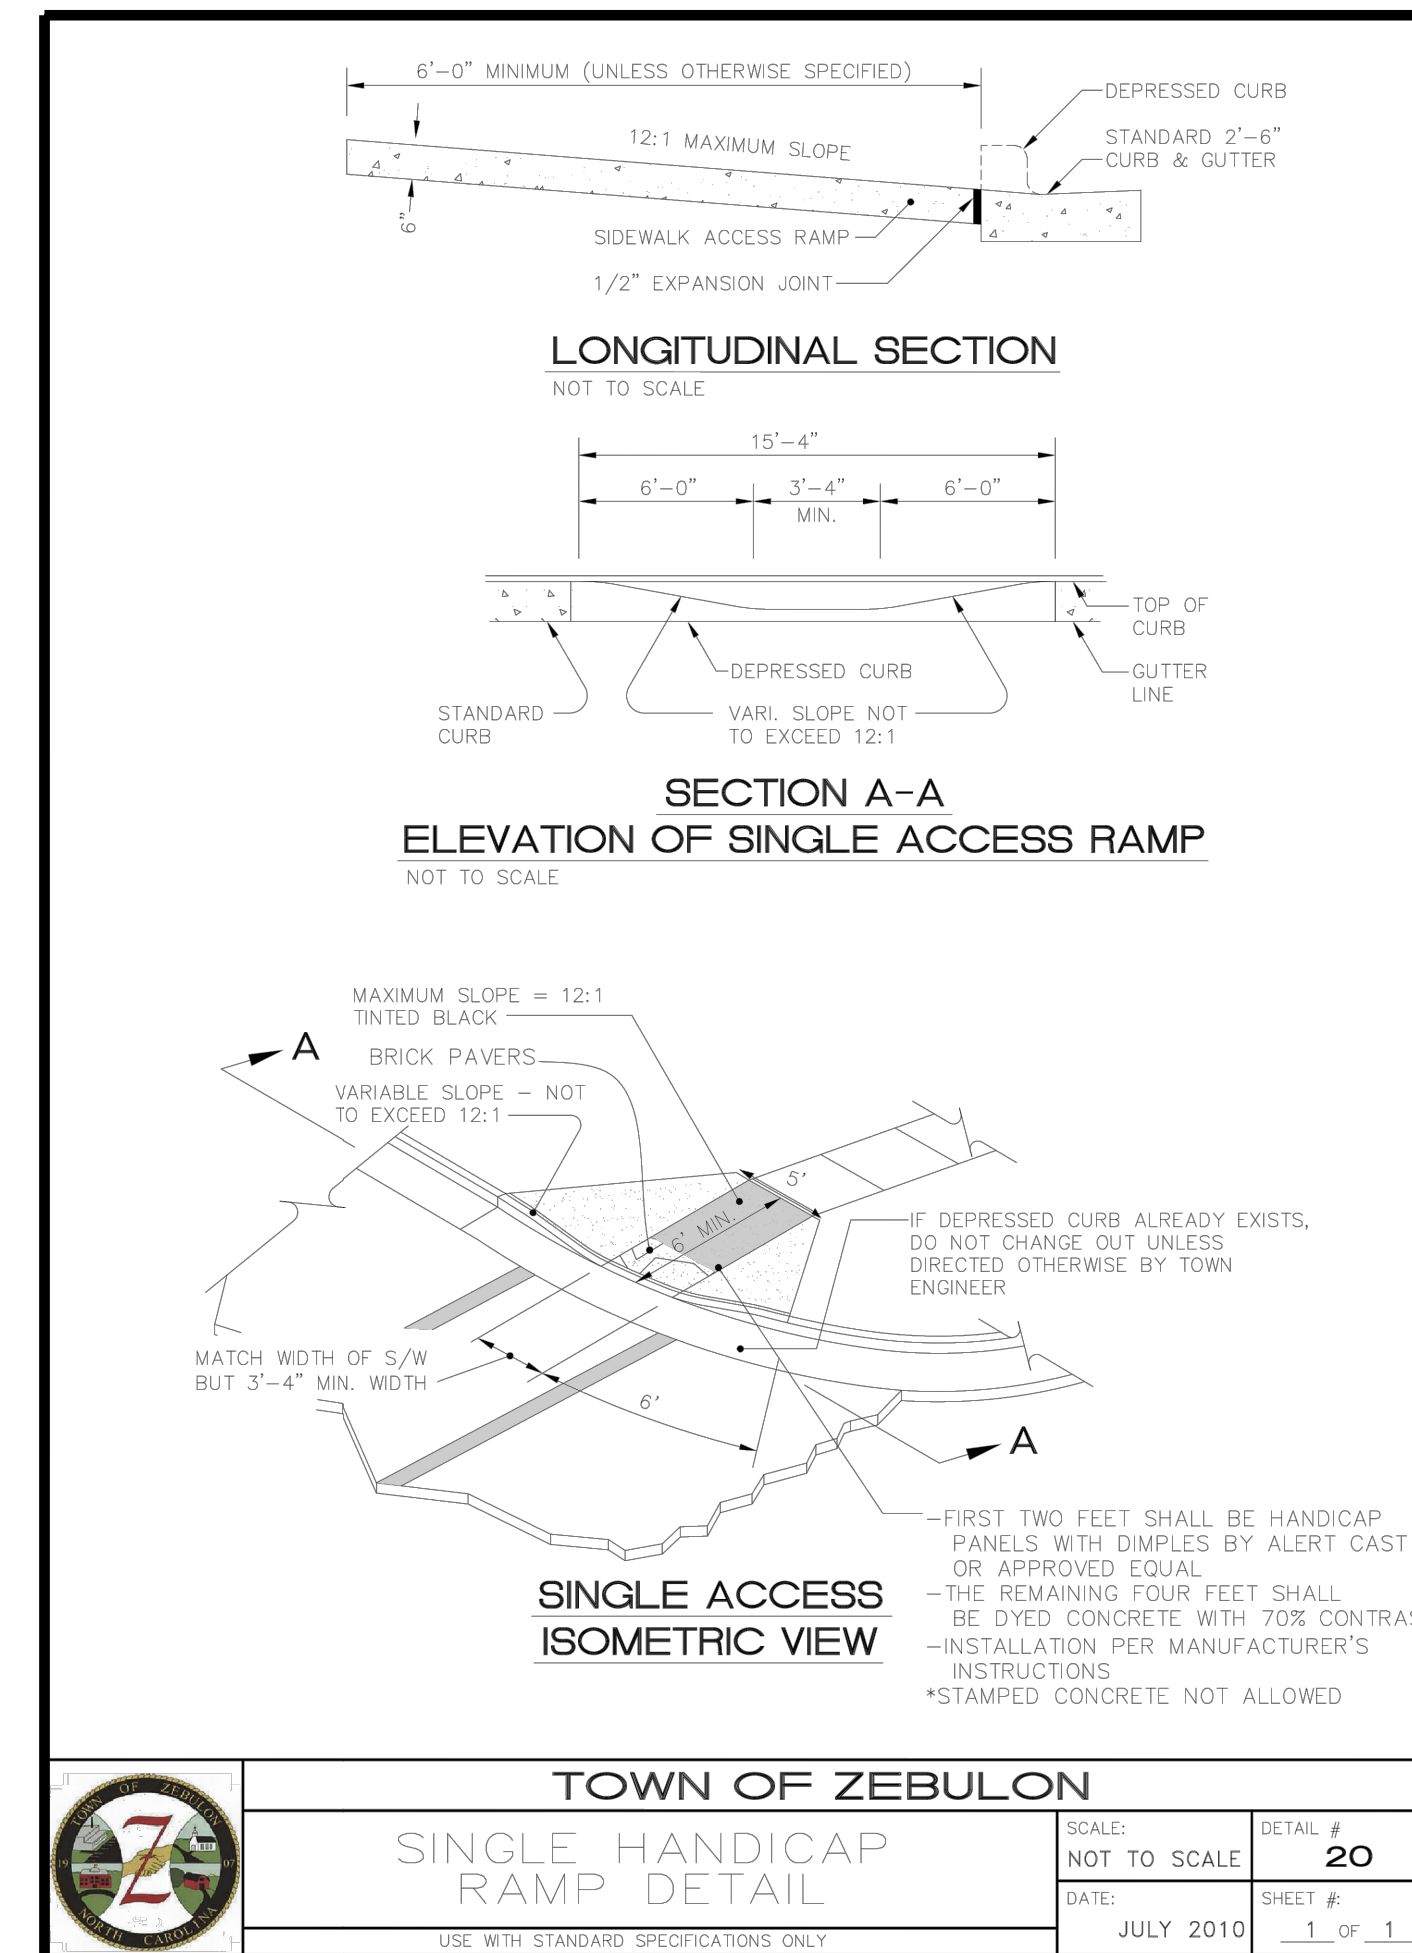 6'-0" MINIMUM (UNLESS OTHERWISE SPECIFIED)
DEPRESSED CURB
12:1 MAXIMUM SLOPE
STANDARD 2'-6"
CURB & GUTTER
6"
SIDEWALK ACCESS RAMP
1/2" EXPANSION JOINT
LONGITUDINAL SECTION
NOT TO SCALE
15'-4"
6'-0"
3'-4"
MIN.
6'-0"
TOP OF
CURB
DEPRESSED CURB
GUTTER
LINE
STANDARD
CURB
VARI. SLOPE NOT
TO EXCEED 12:1
SECTION A-A
ELEVATION OF SINGLE ACCESS RAMP
NOT TO SCALE
MAXIMUM SLOPE = 12:1
TINTED BLACK
A
BRICK PAVERS
VARIABLE SLOPE - NOT
TO EXCEED 12:1
5'
6' MIN.
IF DEPRESSED CURB ALREADY EXISTS,
DO NOT CHANGE OUT UNLESS
DIRECTED OTHERWISE BY TOWN
ENGINEER
MATCH WIDTH OF S/W
BUT 3'-4" MIN. WIDTH
6'
A
-FIRST TWO FEET SHALL BE HANDICAP
PANELS WITH DIMPLES BY ALERT CAST
OR APPROVED EQUAL
-THE REMAINING FOUR FEET SHALL
BE DYED CONCRETE WITH 70% CONTRAS
-INSTALLATION PER MANUFACTURER'S
INSTRUCTIONS
*STAMPED CONCRETE NOT ALLOWED
SINGLE ACCESS
ISOMETRIC VIEW
TOWN OF ZEBULON
19 Z 07
NORTH CAROLINA
TOWN OF ZEBULON
SINGLE HANDICAP
RAMP DETAIL
USE WITH STANDARD SPECIFICATIONS ONLY
SCALE:
NOT TO SCALE
DETAIL #
20
DATE:
JULY 2010
SHEET #:
1 OF 1